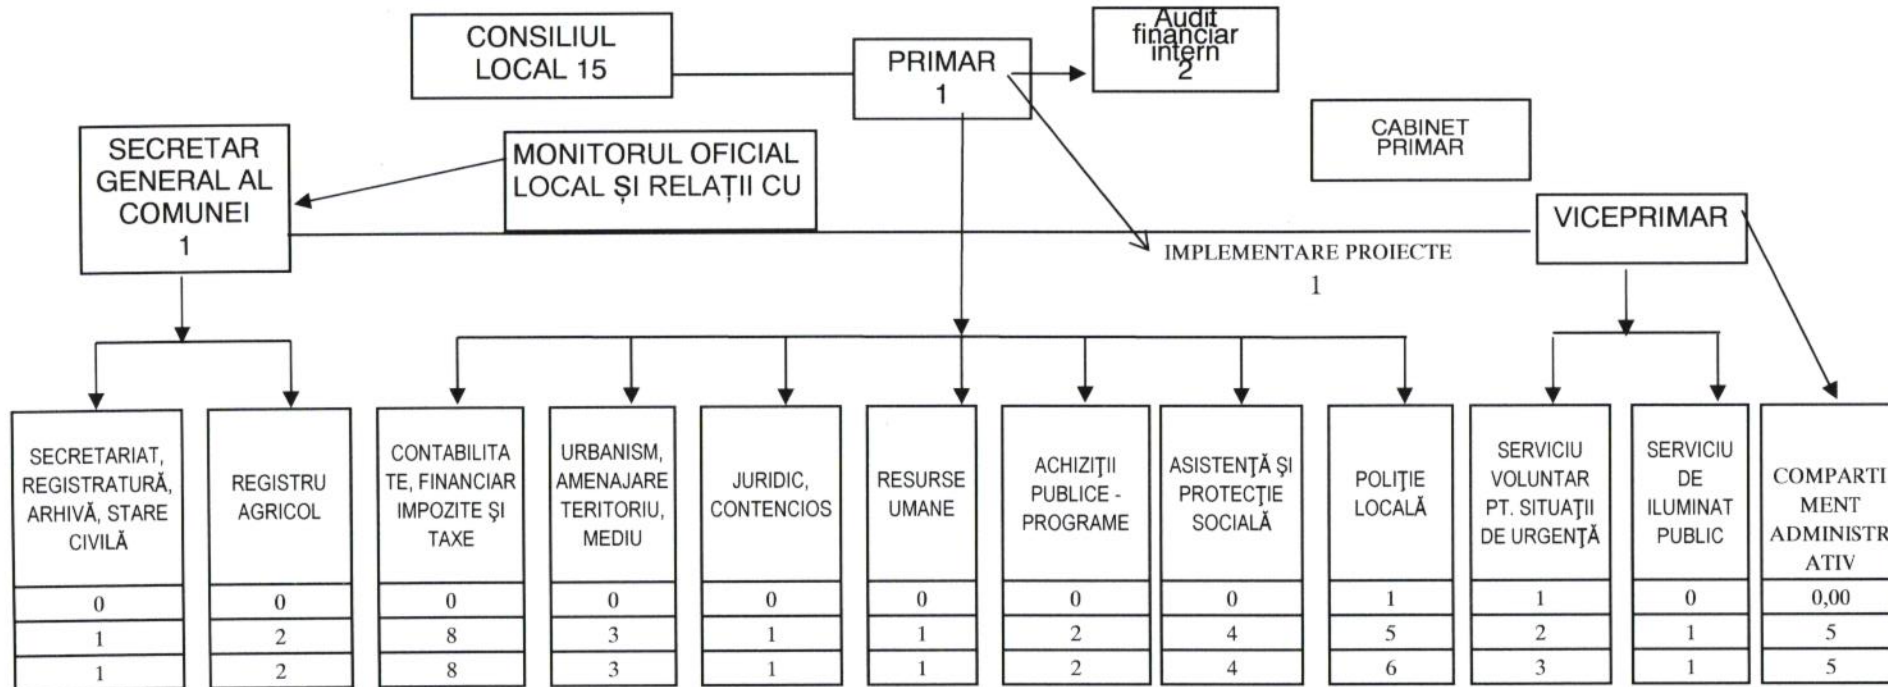 CONSILIUL
LOCAL 15
PRIMAR
1
Audit
financiar
intern
2
CABINET
PRIMAR
SECRETAR
GENERAL AL
COMUNEI
1
MONITORUL OFICIAL
LOCAL ȘI RELAȚII CU
VICEPRIMAR
IMPLEMENTARE PROIECTE
1
SECRETARIAT,
REGISTRATURĂ,
ARHIVĂ, STARE
CIVILĂ
0
1
1
REGISTRU
AGRICOL
0
2
2
CONTABILITA
TE, FINANCIAR
IMPOZITE ŞI
TAXE
0
8
8
URBANISM,
AMENAJARE
TERITORIU,
MEDIU
0
3
3
JURIDIC,
CONTENCIOS
0
1
1
RESURSE
UMANE
0
1
1
ACHIZIŢII
PUBLICE -
PROGRAME
0
2
2
ASISTENŢĂ ŞI
PROTECŢIE
SOCIALĂ
0
4
4
POLIŢIE
LOCALĂ
1
5
6
SERVICIU
VOLUNTAR
PT. SITUAŢII
DE URGENŢĂ
1
2
3
SERVICIU
DE
ILUMINAT
PUBLIC
0
1
1
COMPARTI
MENT
ADMINISTR
ATIV
0,00
5
5